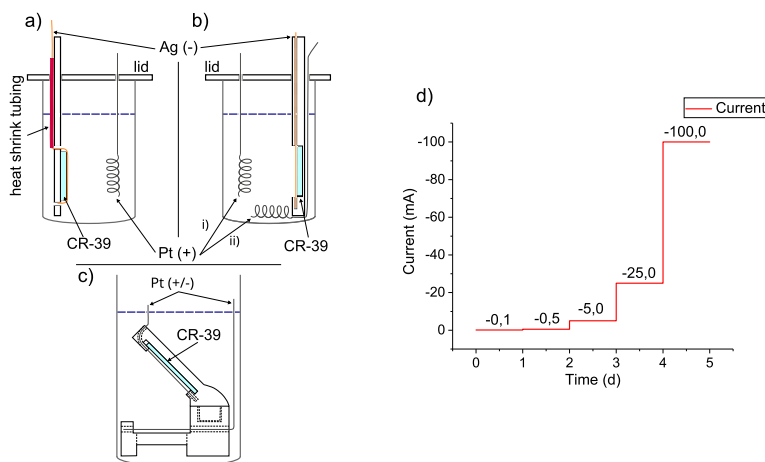 a)
b)
Ag (-)
lid
lid
heat shrink tubing
CR-39
Pt (+)
i)
ii)
CR-39
c)
Pt (+/-)
CR-39
d)
Current
Current (mA)
-100,0
-100
-80
-60
-40
-20
0
-0,1
-0,5
-5,0
-25,0
0
1
2
3
4
5
Time (d)